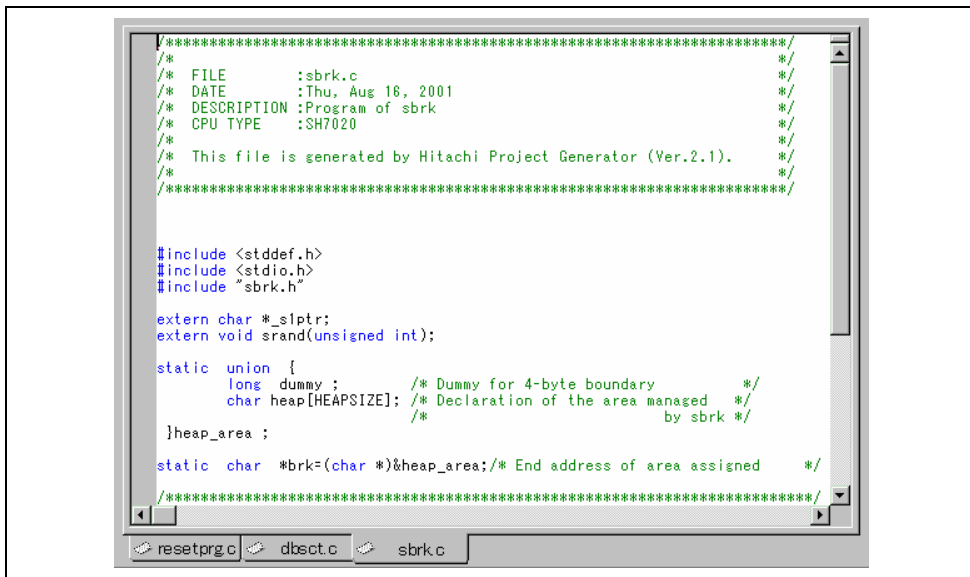 /***********************************************************************/
/*                                                                     */
/*  FILE        :sbrk.c                                                */
/*  DATE        :Thu, Aug 16, 2001                                     */
/*  DESCRIPTION :Program of sbrk                                       */
/*  CPU TYPE    :SH7020                                                */
/*                                                                     */
/*  This file is generated by Hitachi Project Generator (Ver.2.1).     */
/*                                                                     */
/***********************************************************************/
#include <stddef.h>
#include <stdio.h>
#include "sbrk.h"
extern char *_s1ptr;
extern void srand(unsigned int);
static  union  {
        long  dummy ;        /* Dummy for 4-byte boundary          */
        char heap[HEAPSIZE]; /* Declaration of the area managed   */
                             /*                           by sbrk */
 }heap_area ;
static  char  *brk=(char *)&heap_area;/* End address of area assigned     */
/**************************************************************************/
resetprg.c dbsct.c sbrk.c